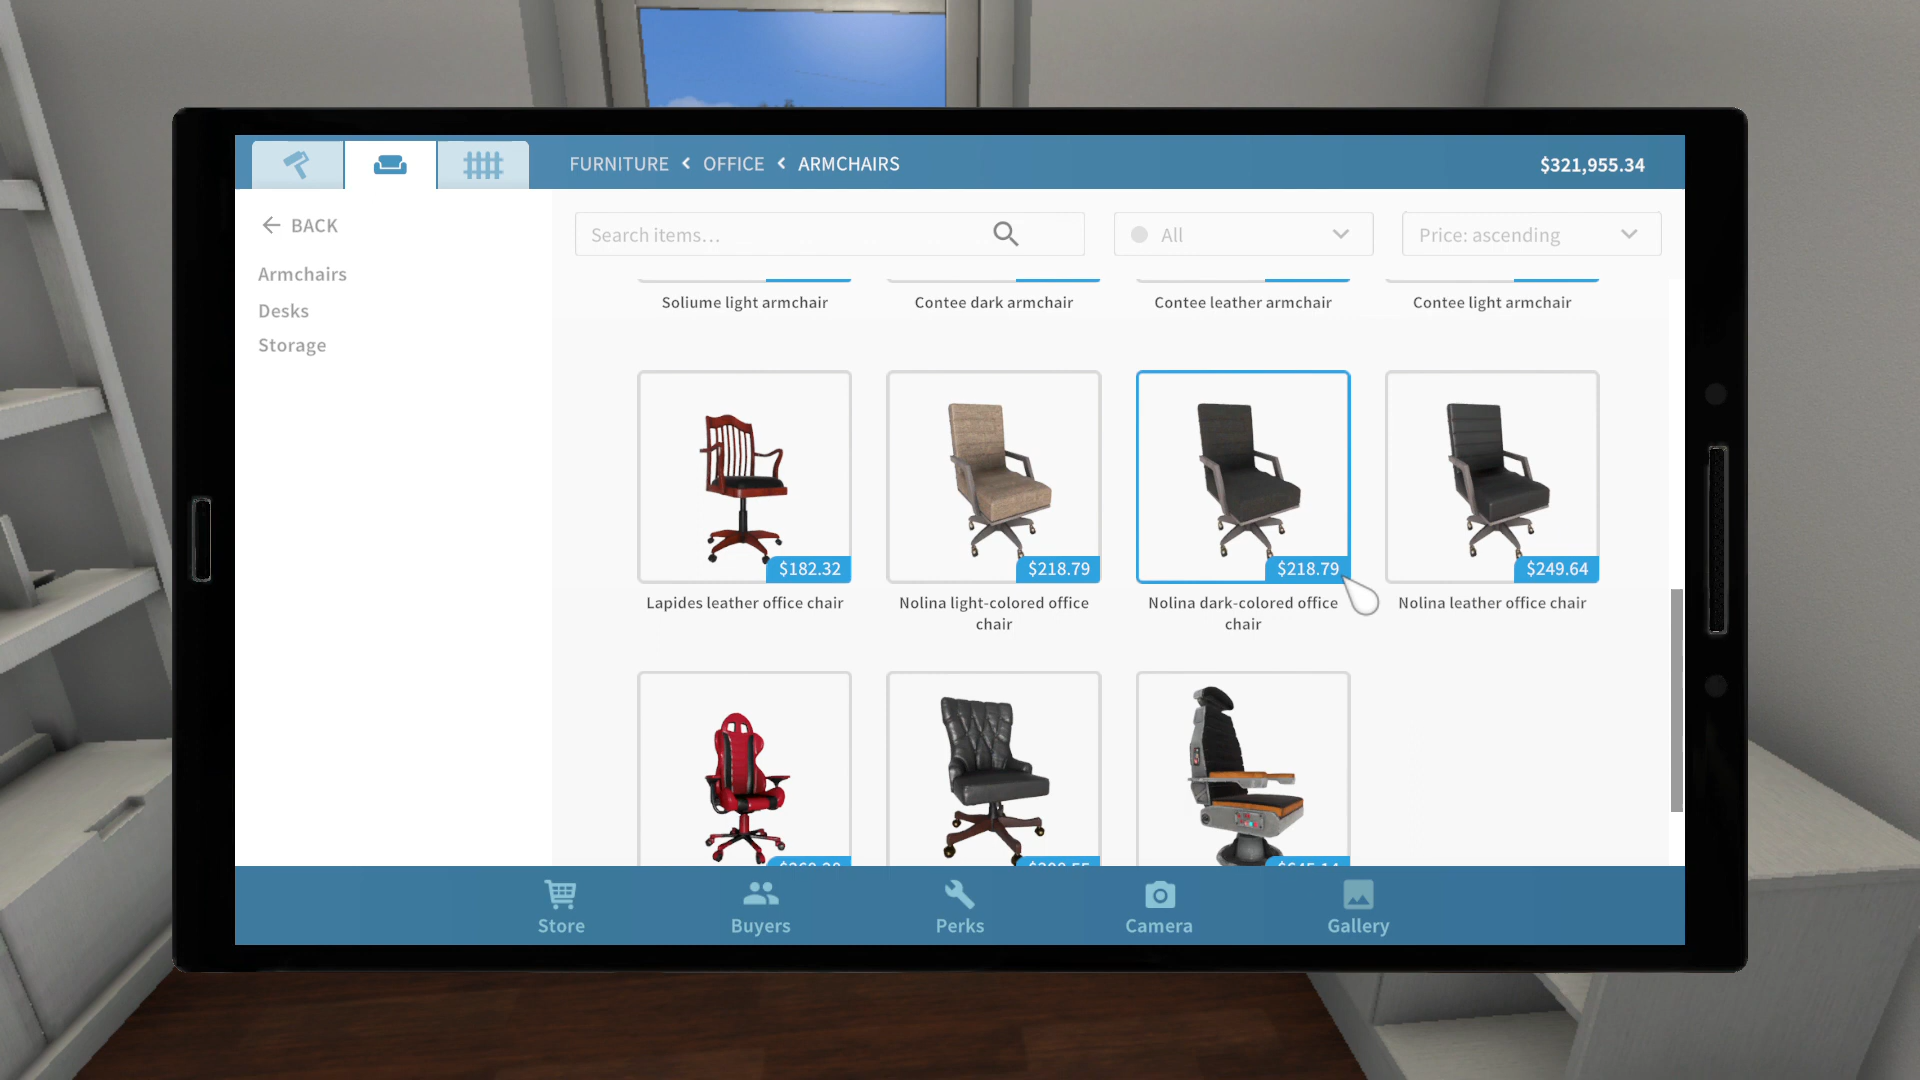 FURNITURE < OFFICE < ARMCHAIRS
$321,955.34
BACK
Armchairs
Desks
Storage
Search items...
All
Price: ascending
Soliume light armchair
Contee dark armchair
Contee leather armchair
Contee light armchair
$182.32
$218.79
$218.79
$249.64
Lapides leather office chair
Nolina light-colored office
chair
Nolina dark-colored office
chair
Nolina leather office chair
Store
Buyers
Perks
Camera
Gallery